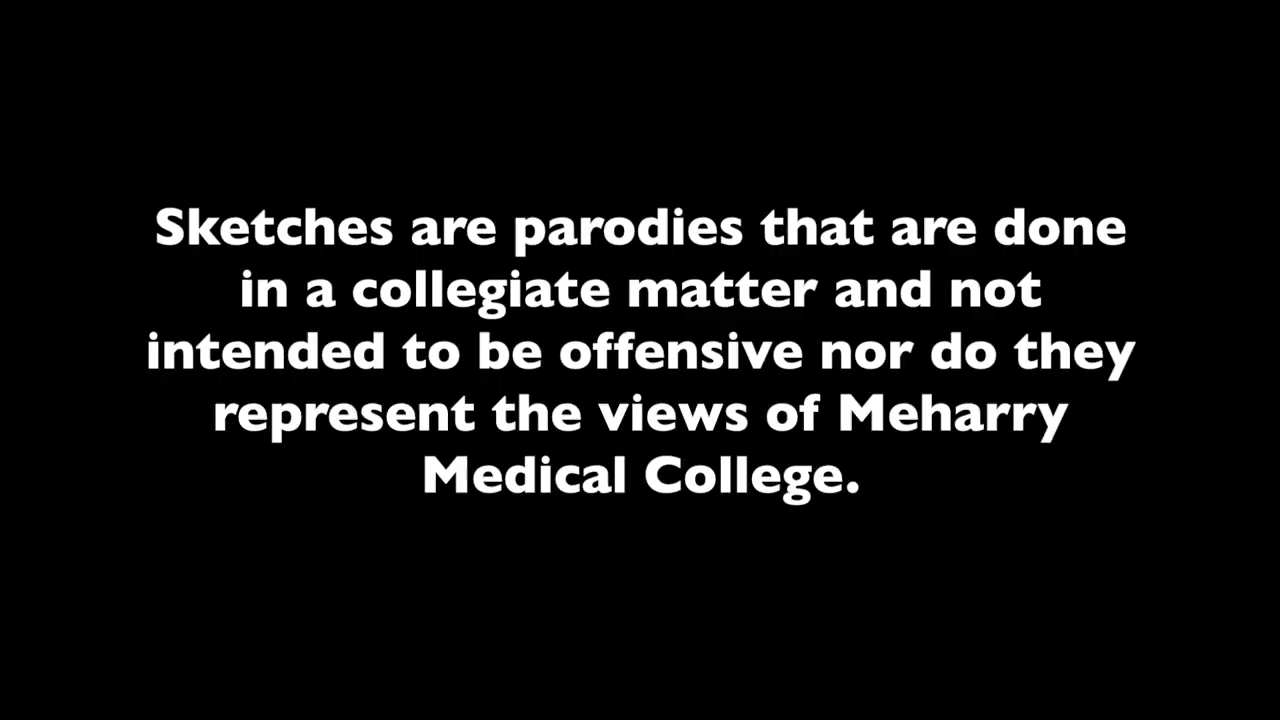 Sketches are parodies that are done
in a collegiate matter and not
intended to be offensive nor do they
represent the views of Meharry
Medical College.